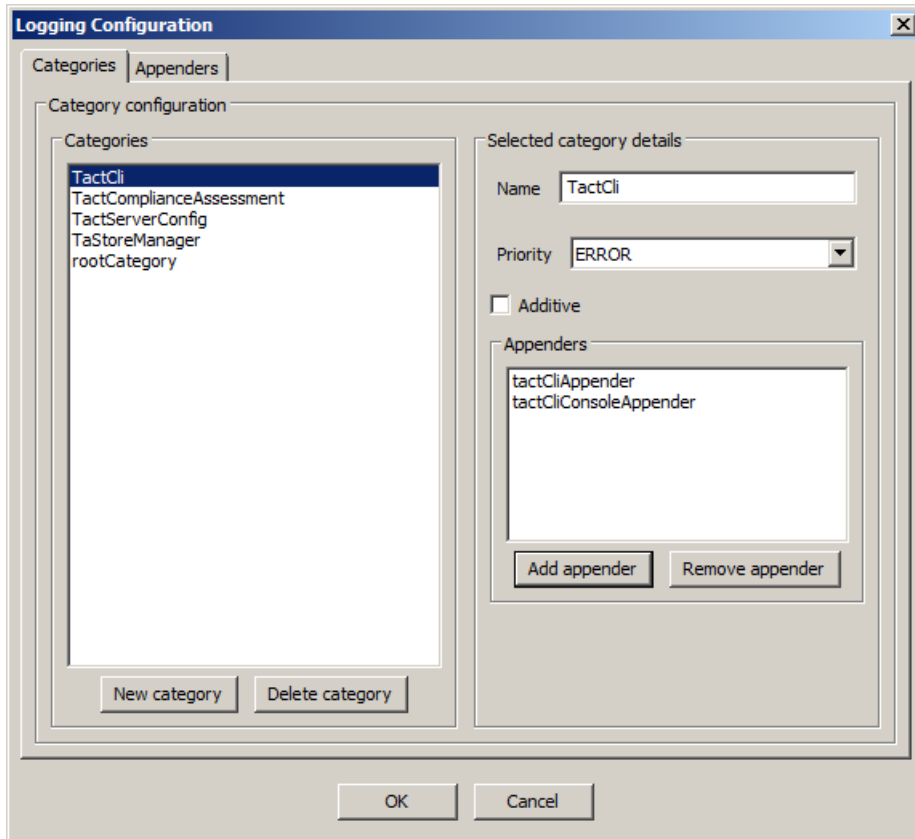 Logging Configuration
Categories
Appenders
Category configuration
Categories
TactCli
TactComplianceAssessment
TactServerConfig
TaStoreManager
rootCategory
New category
Delete category
Selected category details
Name
TactCli
Priority
ERROR
Additive
Appenders
tactCliAppender
tactCliConsoleAppender
Add appender
Remove appender
OK
Cancel